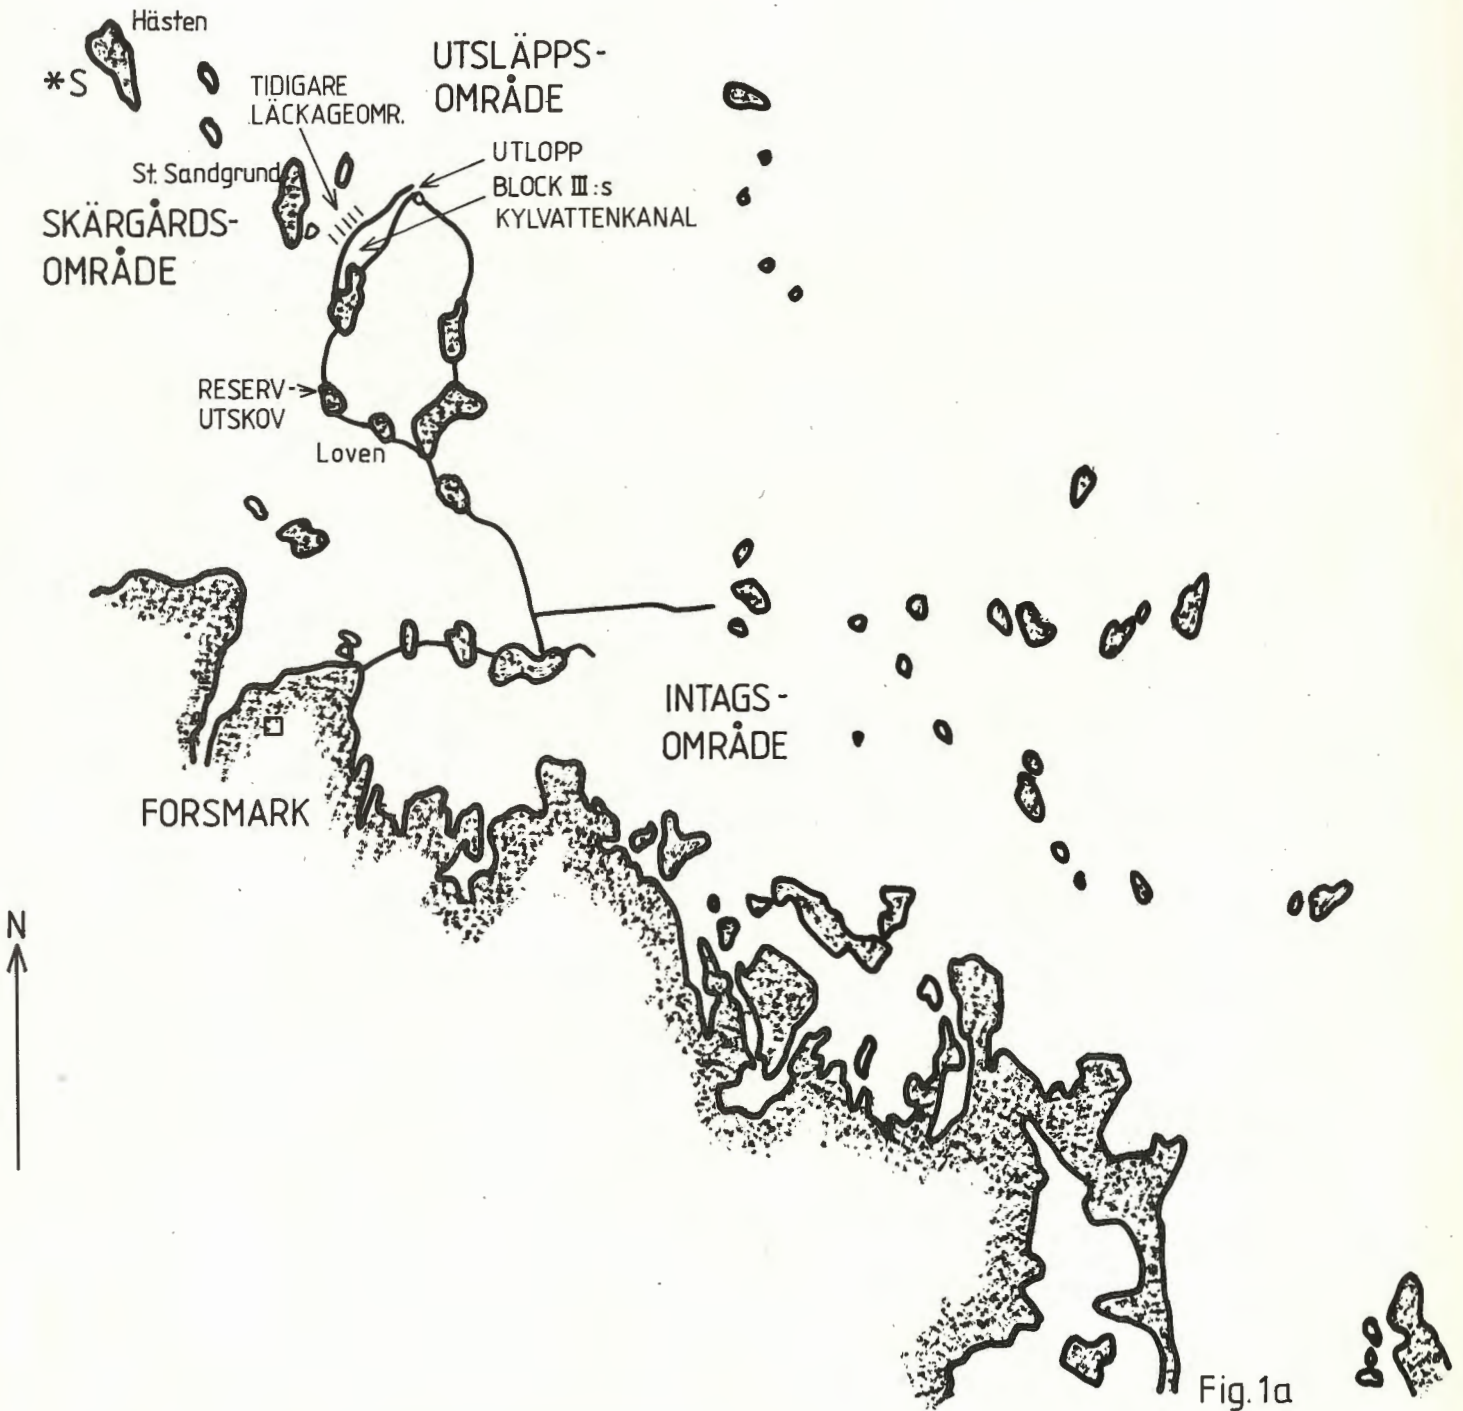 Hästen
*S
UTSLÄPPS-
OMRÅDE
TIDIGARE
LÄCKAGEOMR.
UTLOPP
St. Sandgrund
BLOCK III:s
KYLVATTENKANAL
SKÄRGÅRDS-
OMRÅDE
RESERV-
UTSKOV
Loven
INTAGS-
OMRÅDE
FORSMARK
N
Fig. 1a